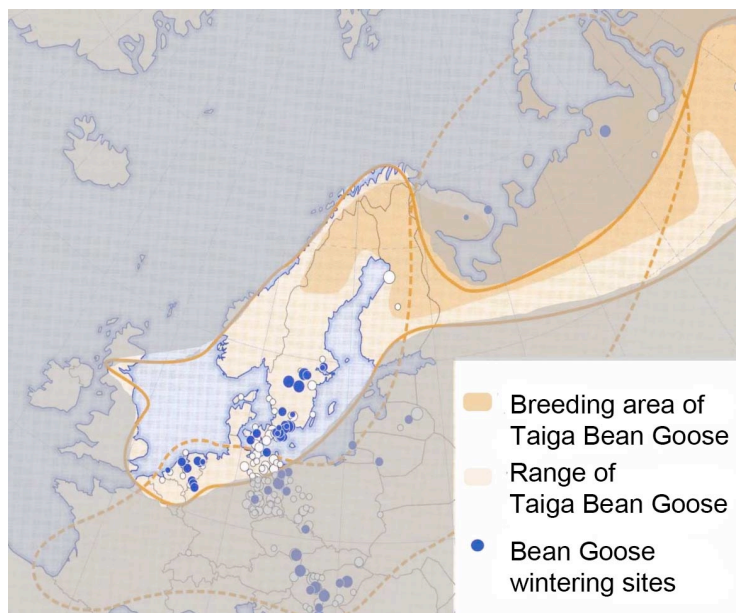 Breeding area of
Taiga Bean Goose
Range of
Taiga Bean Goose
Bean Goose
wintering sites